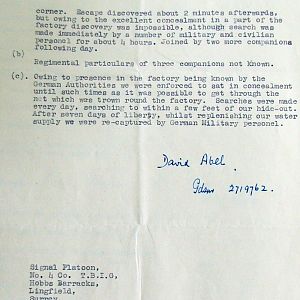 corner. Escape discovered about 2 minutes afterwards,
but owing to the excellent concealment in a part of the
factory discovery was impossible, although search was
made immediately by a number of military and civilian
personel for about 4 hours. Joined by two more companions
following day.
(b)
Regimental particulars of three companions not known.
(c). Owing to presence in the factory being known by the
German Authorities we were enforced to sat in concealment
until such times as it was possible to get through the
net which was trown round the factory. Searches were made
every day, searching to within a few feet of our hide-out.
After seven days of liberty, whilst replenishing our water
supply we were re-captured by German Military personel.
David Abel.
Gdsn 2719762.
Signal Platoon,
No. 4 Co. T.B.I.G,
Hobbs Barracks,
Lingfield,
Surrey